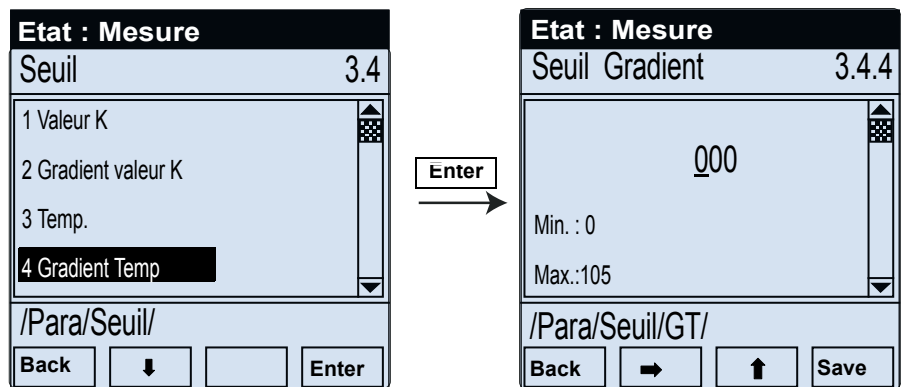 Etat : Mesure
Seuil 3.4
1 Valeur K
2 Gradient valeur K
3 Temp.
4 Gradient Temp
/Para/Seuil/
Back Enter
Enter
Etat : Mesure
Seuil Gradient 3.4.4
000
Min. : 0
Max.:105
/Para/Seuil/GT/
Back Save